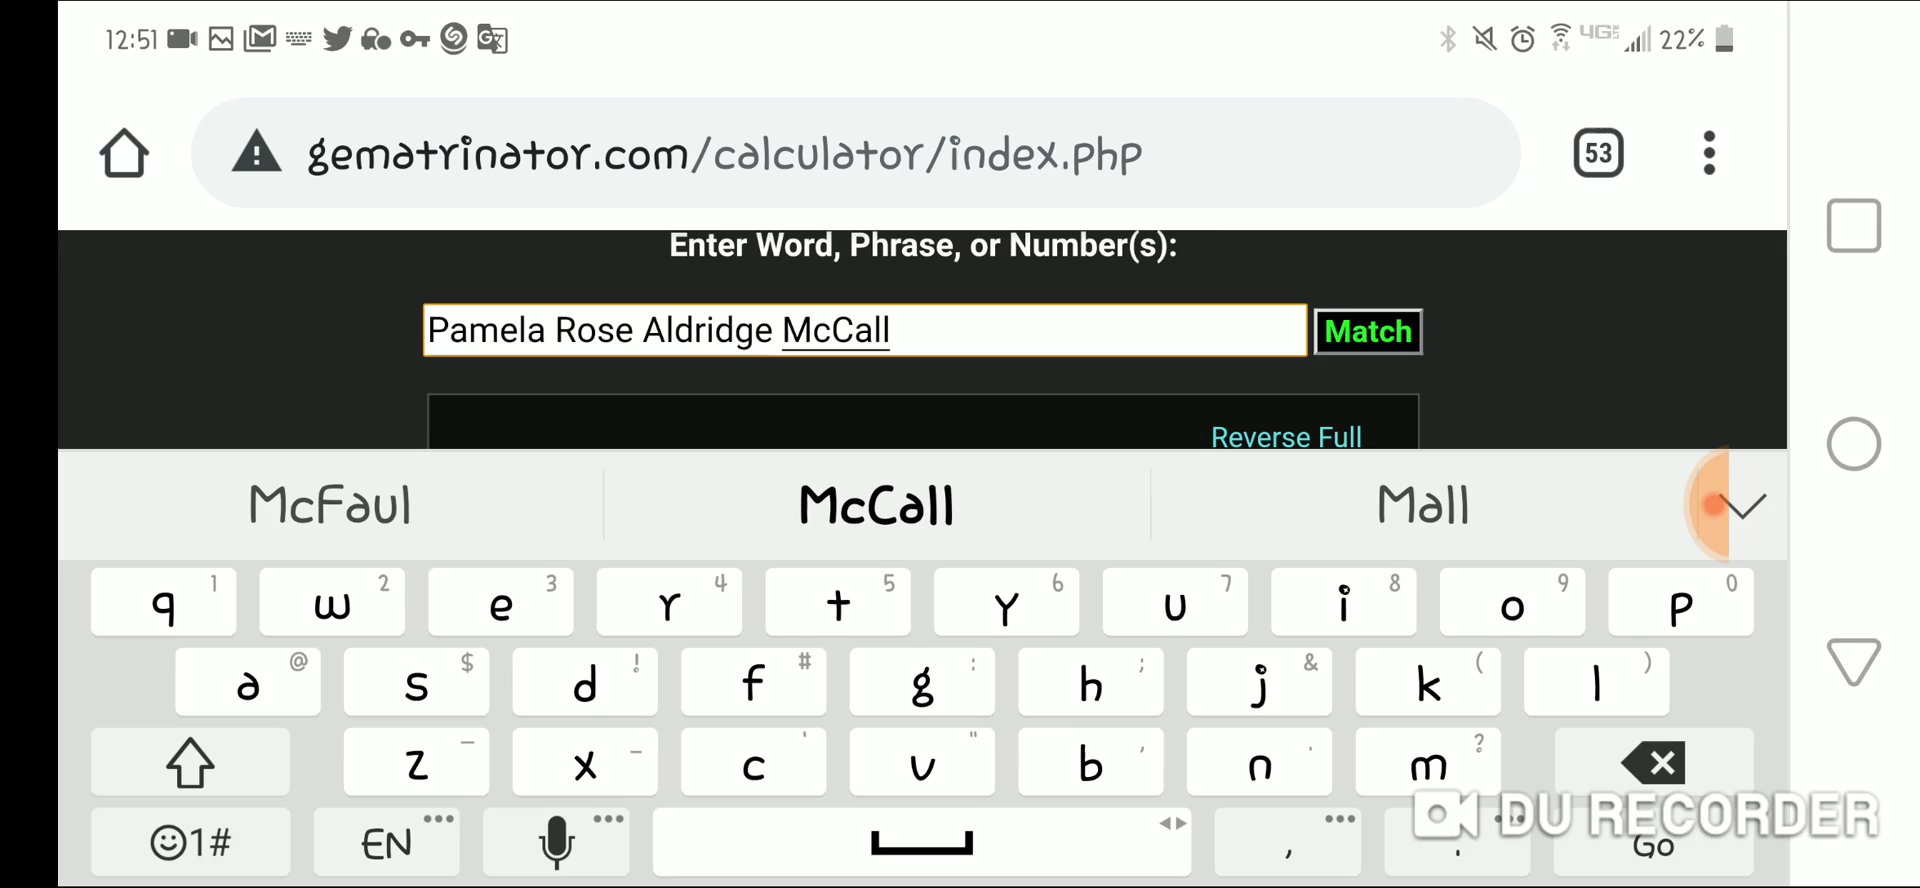 12:51 4G 22%
gematrinator.com/calculator/index.php 53
Enter Word, Phrase, or Number(s):
Pamela Rose Aldridge McCall Match
Reverse Full
McFaul McCall Mall
q 1 w 2 e 3 r 4 t 5 y 6 u 7 i 8 o 9 p 0
a @ s $ d ! f # g : h ; j & k ( l )
z – x - c ' v " b , n . m ?
DU RECORDER
1# EN , . Go